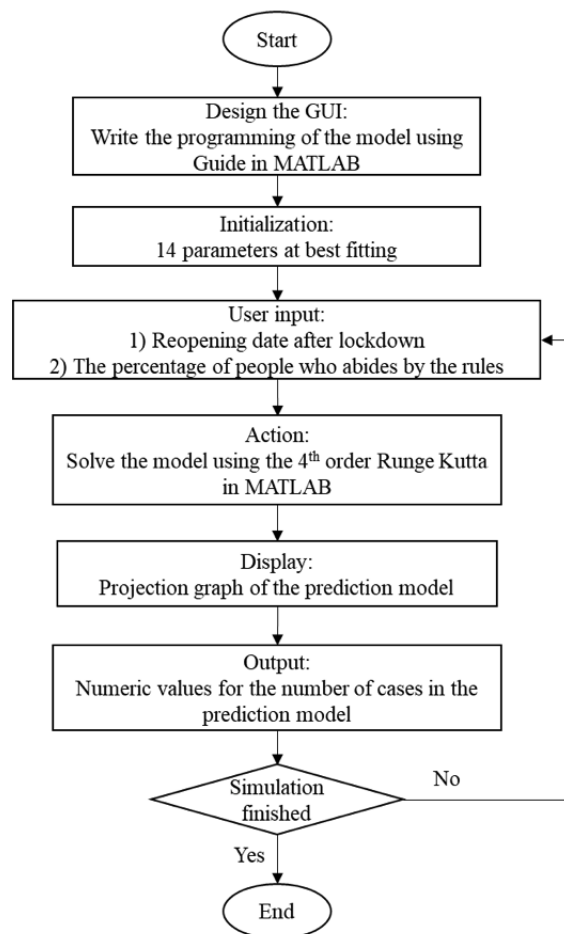 Start
Design the GUI:
Write the programming of the model using
Guide in MATLAB
Initialization:
14 parameters at best fitting
User input:
1) Reopening date after lockdown
2) The percentage of people who abides by the rules
Action:
Solve the model using the 4th order Runge Kutta
in MATLAB
Display:
Projection graph of the prediction model
Output:
Numeric values for the number of cases in the
prediction model
Simulation
finished
No
Yes
End